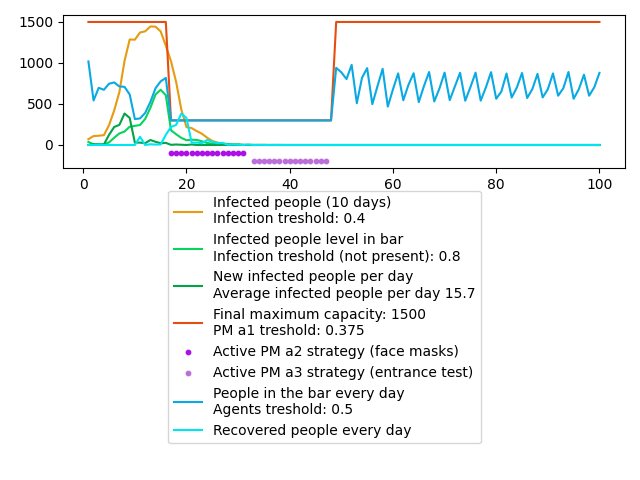 1500
1000
500
0
0
20
40
60
80
100
Infected people (10 days)
Infection treshold: 0.4
Infected people level in bar
Infection treshold (not present): 0.8
New infected people per day
Average infected people per day 15.7
Final maximum capacity: 1500
PM a1 treshold: 0.375
Active PM a2 strategy (face masks)
Active PM a3 strategy (entrance test)
People in the bar every day
Agents treshold: 0.5
Recovered people every day